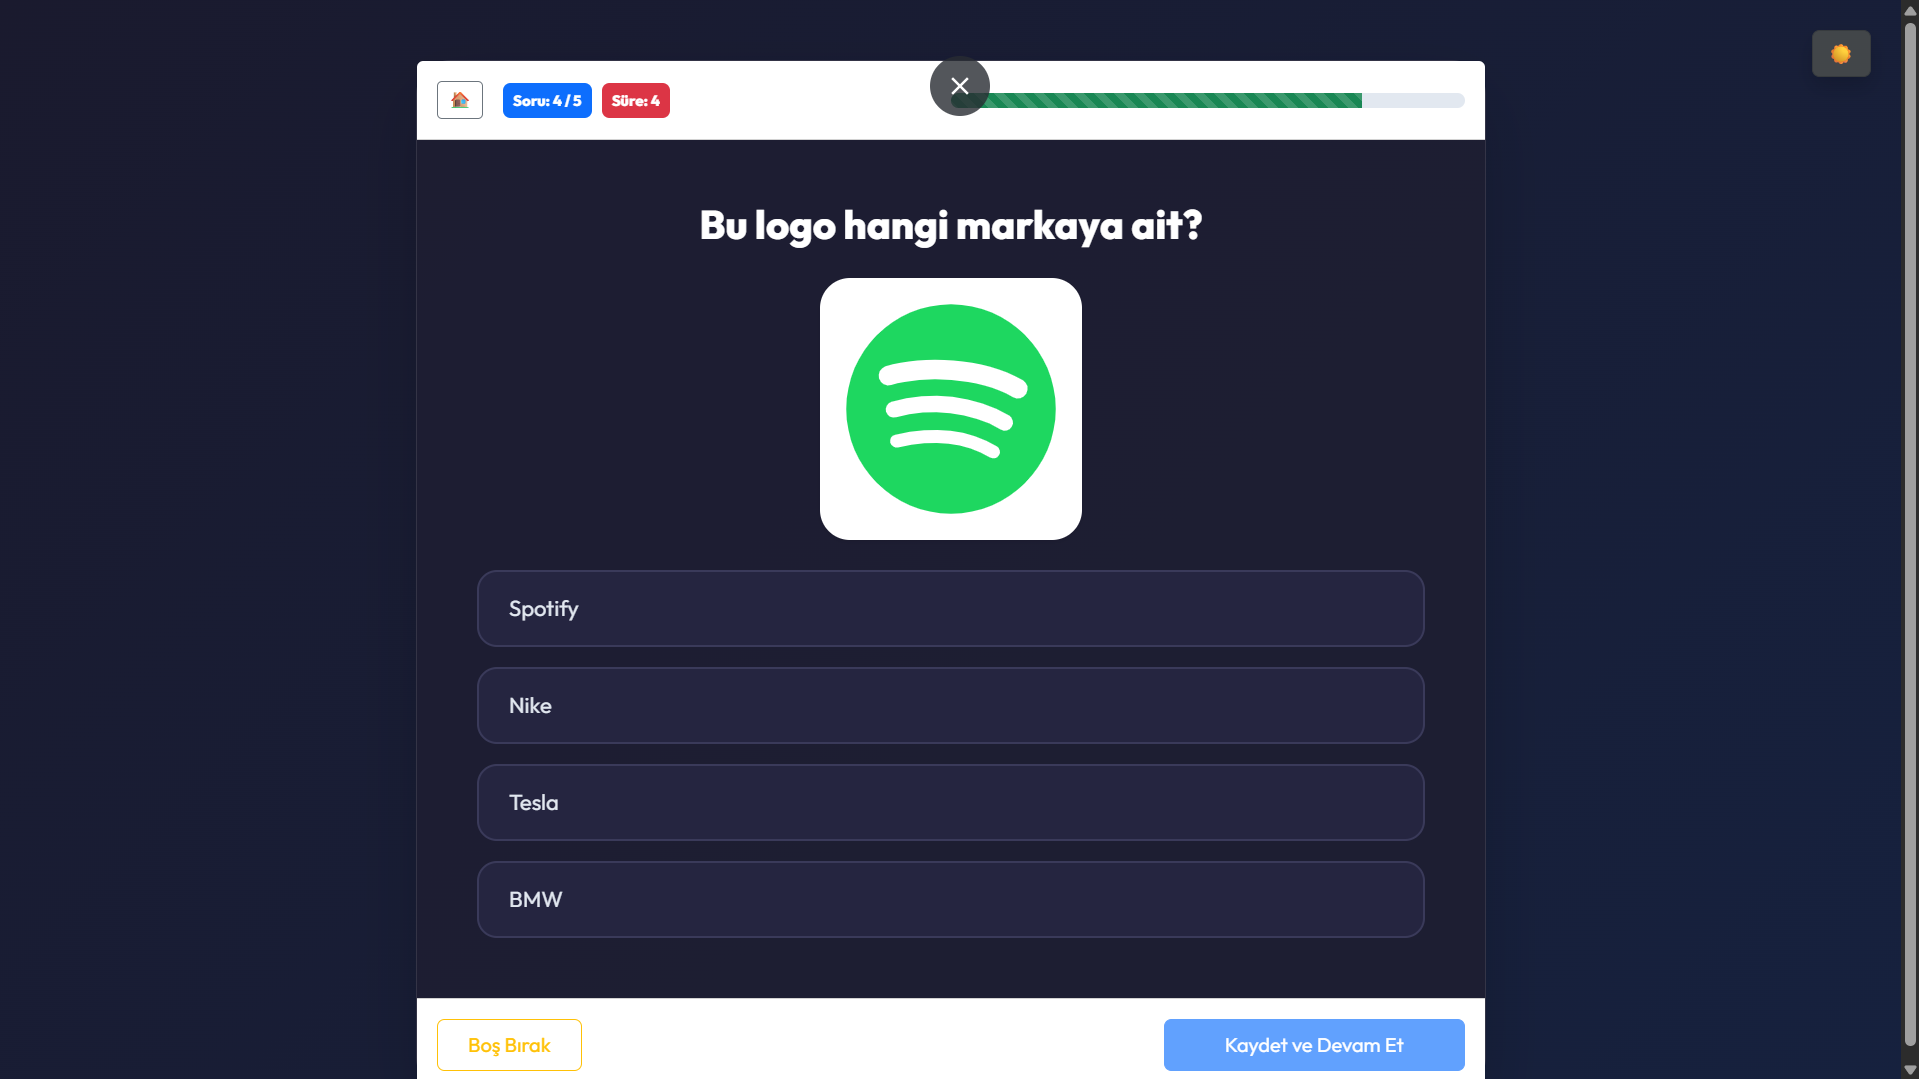 Soru: 4 / 5
Süre: 4
Bu logo hangi markaya ait?
Spotify
Nike
Tesla
BMW
Boş Bırak
Kaydet ve Devam Et